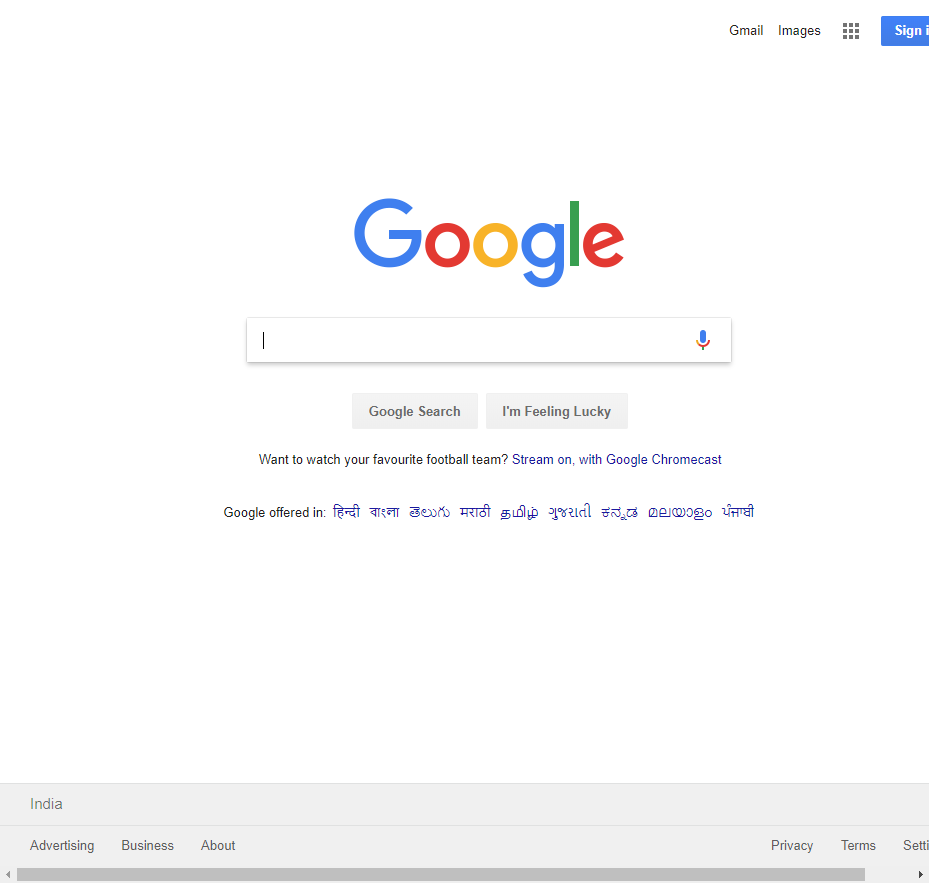 Gmail Images Sign i
Google
Google Search I'm Feeling Lucky
Want to watch your favourite football team? Stream on, with Google Chromecast
Google offered in: हिन्दी বাংলা తెలుగు मराठी தமிழ் ગુજરાતી ಕನ್ನಡ മലയാളം ਪੰਜਾਬੀ
India
Advertising Business About Privacy Terms Setti